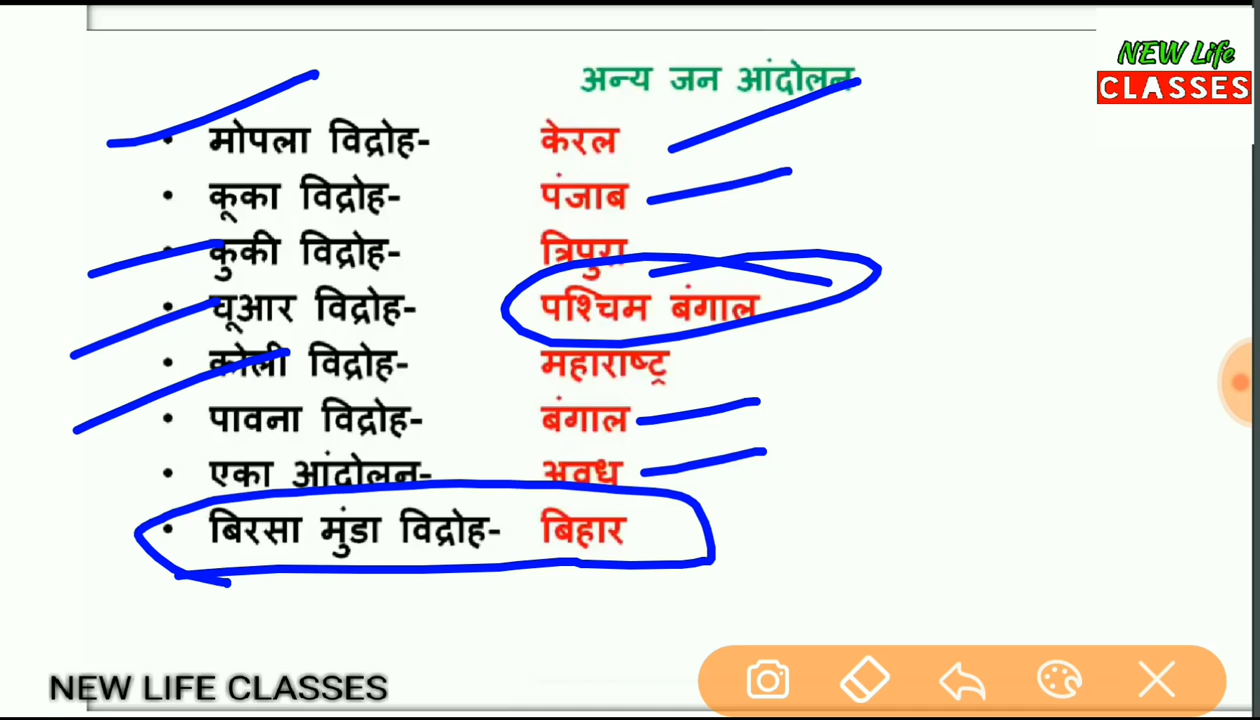 NEW Life
CLASSES
अन्य जन आंदोलन
• मोपला विद्रोह- केरल
• कूका विद्रोह- पंजाब
• कुकी विद्रोह- त्रिपुरा
• चूआर विद्रोह- पश्चिम बंगाल
• कोली विद्रोह- महाराष्ट्र
• पावना विद्रोह- बंगाल
• एका आंदोलन- अवध
• बिरसा मुंडा विद्रोह- बिहार
NEW LIFE CLASSES